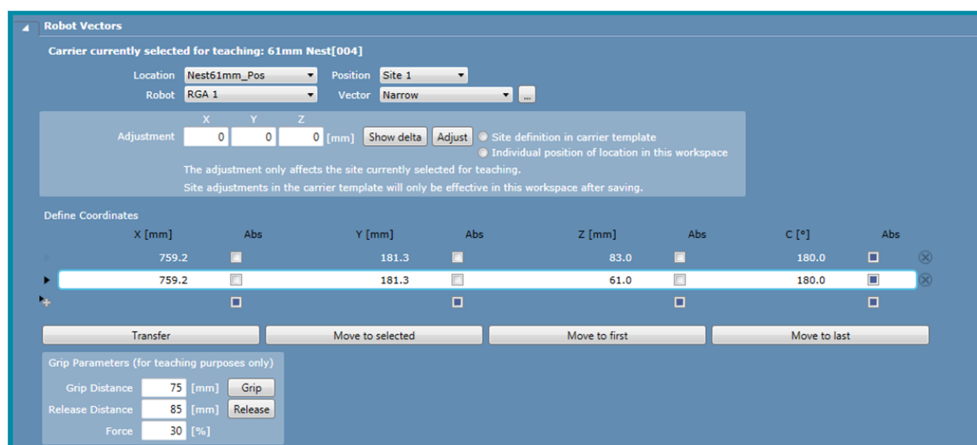 Robot Vectors
Carrier currently selected for teaching: 61mm Nest[004]
Location Nest61mm_Pos Position Site 1
Robot RGA 1 Vector Narrow ...
X Y Z
Adjustment 0 0 0 [mm] Show delta Adjust Site definition in carrier template
Individual position of location in this workspace
The adjustment only affects the site currently selected for teaching.
Site adjustments in the carrier template will only be effective in this workspace after saving.
Define Coordinates
X [mm] Abs Y [mm] Abs Z [mm] Abs C [°] Abs
759.2 181.3 83.0 180.0
759.2 181.3 61.0 180.0
Transfer Move to selected Move to first Move to last
Grip Parameters (for teaching purposes only)
Grip Distance 75 [mm] Grip
Release Distance 85 [mm] Release
Force 30 [%]